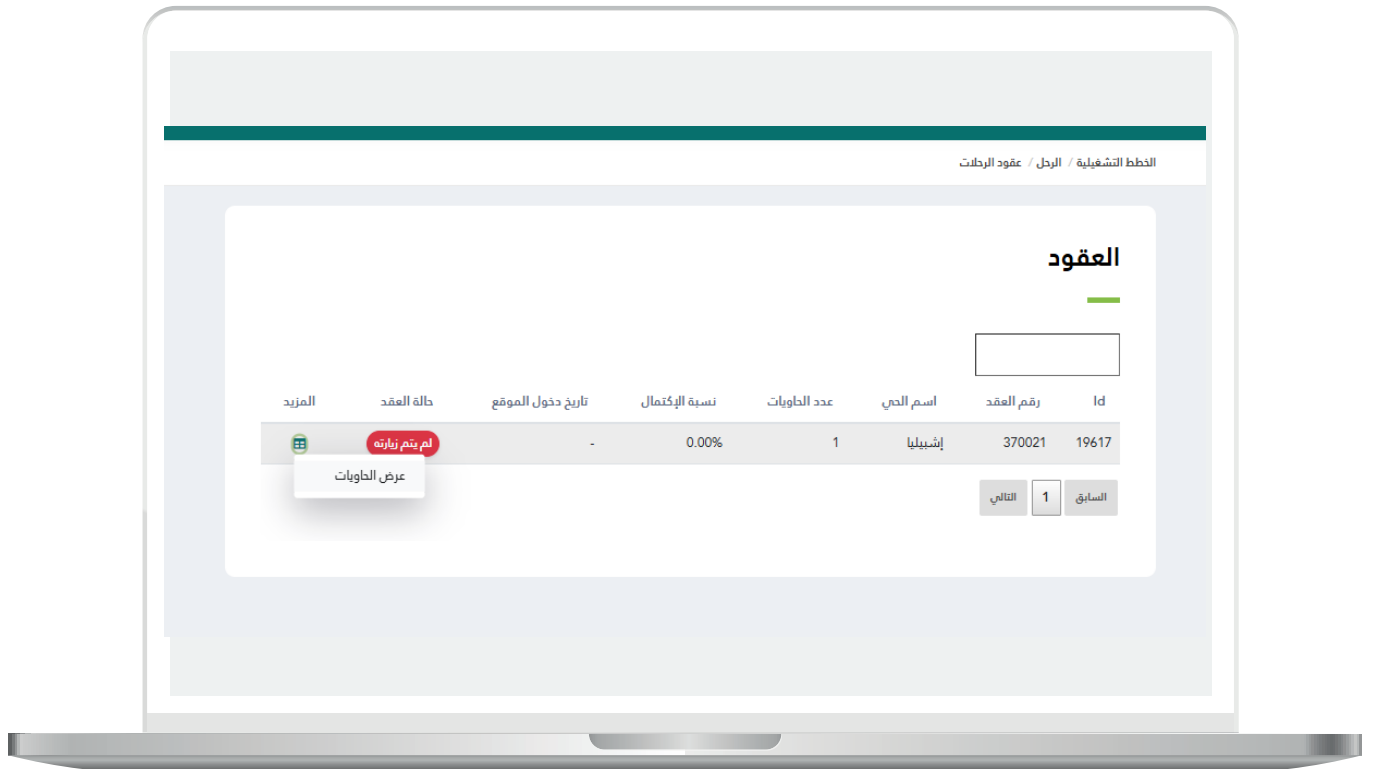 الخطط التشغيلية / الرحل / عقود الرحلات
العقود
Id رقم العقد اسم الحي عدد الحاويات نسبة الإكتمال تاريخ دخول الموقع حالة العقد المزيد
19617 370021 إشبيليا 1 0.00% - لم يتم زيارته
عرض الحاويات
السابق 1 التالي